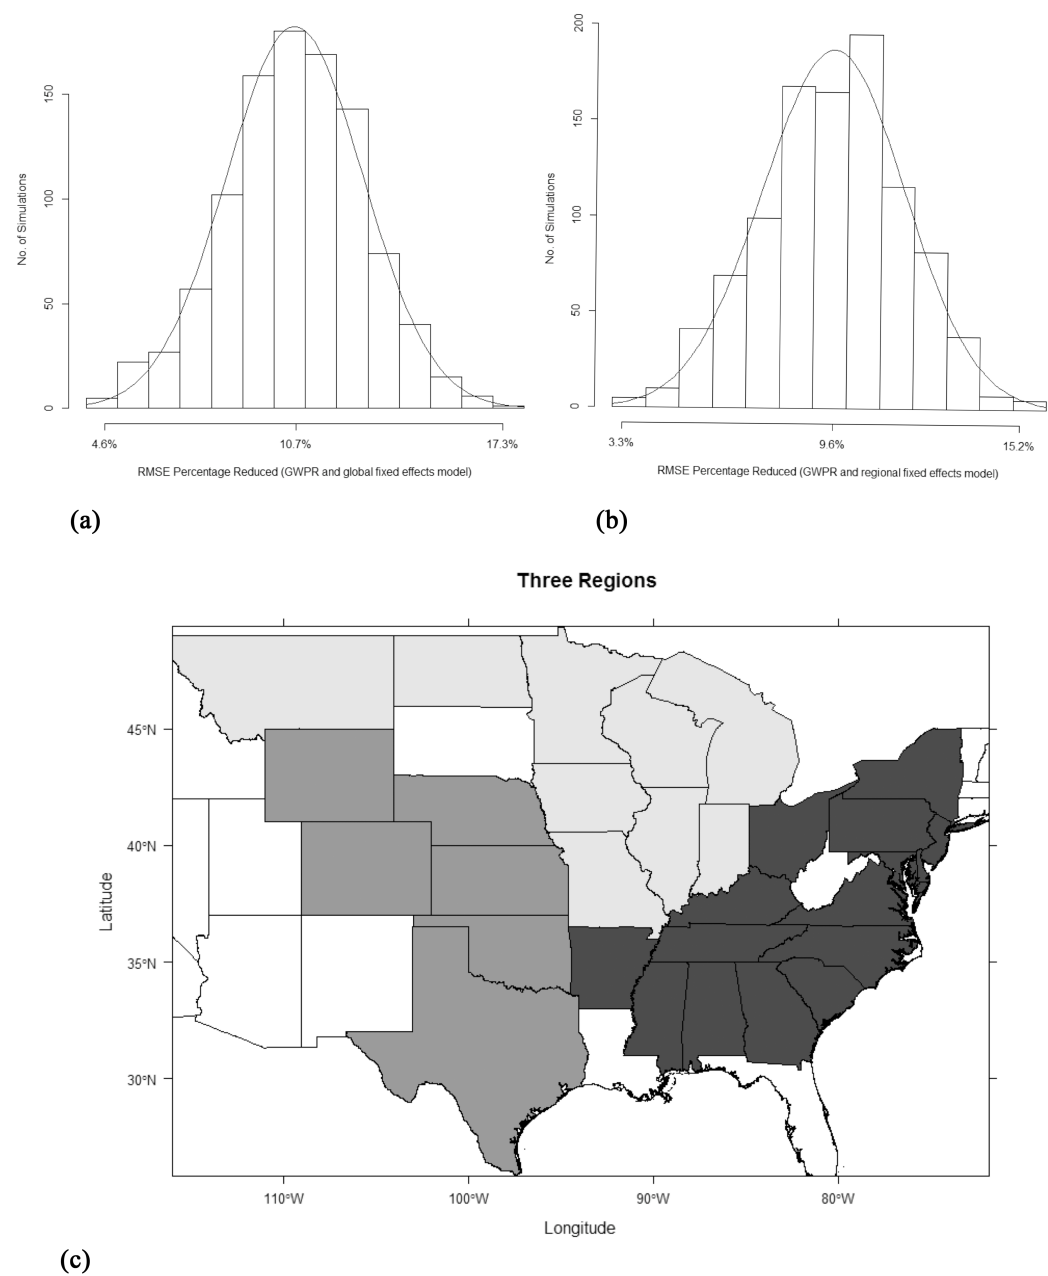 150
100
50
0
No. of Simulations
4.6%
10.7%
17.3%
RMSE Percentage Reduced (GWPR and global fixed effects model)
(a)
200
150
100
50
0
No. of Simulations
3.3%
9.6%
15.2%
RMSE Percentage Reduced (GWPR and regional fixed effects model)
(b)
Three Regions
45°N
40°N
35°N
30°N
Latitude
110°W
100°W
90°W
80°W
Longitude
(c)